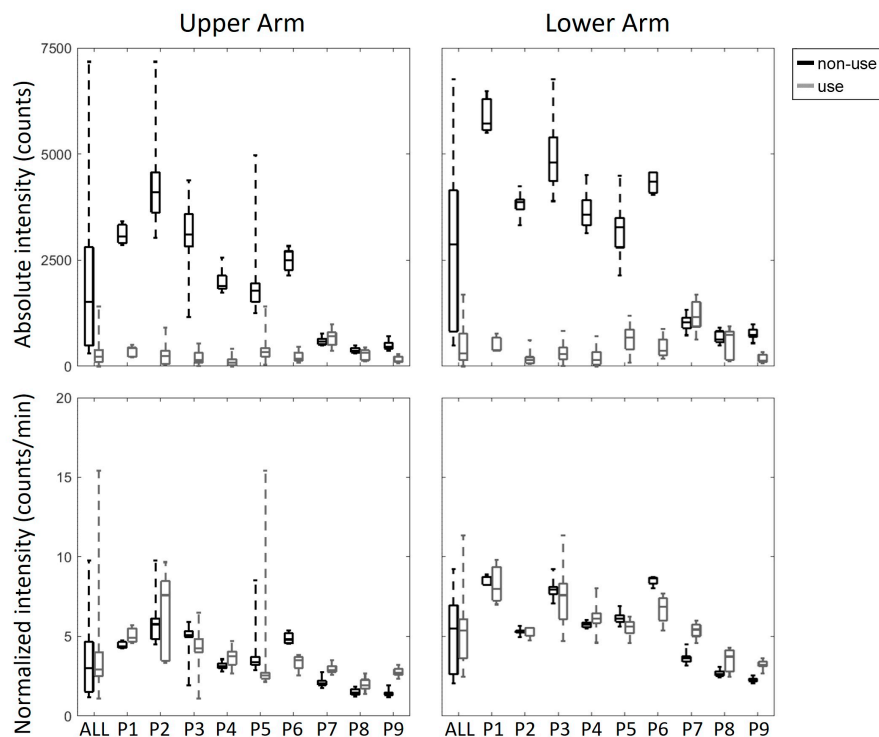 Upper Arm
Lower Arm
Absolute intensity (counts)
7500
5000
2500
0
non-use
use
Normalized intensity (counts/min)
20
15
10
5
0
ALL P1 P2 P3 P4 P5 P6 P7 P8 P9
ALL P1 P2 P3 P4 P5 P6 P7 P8 P9